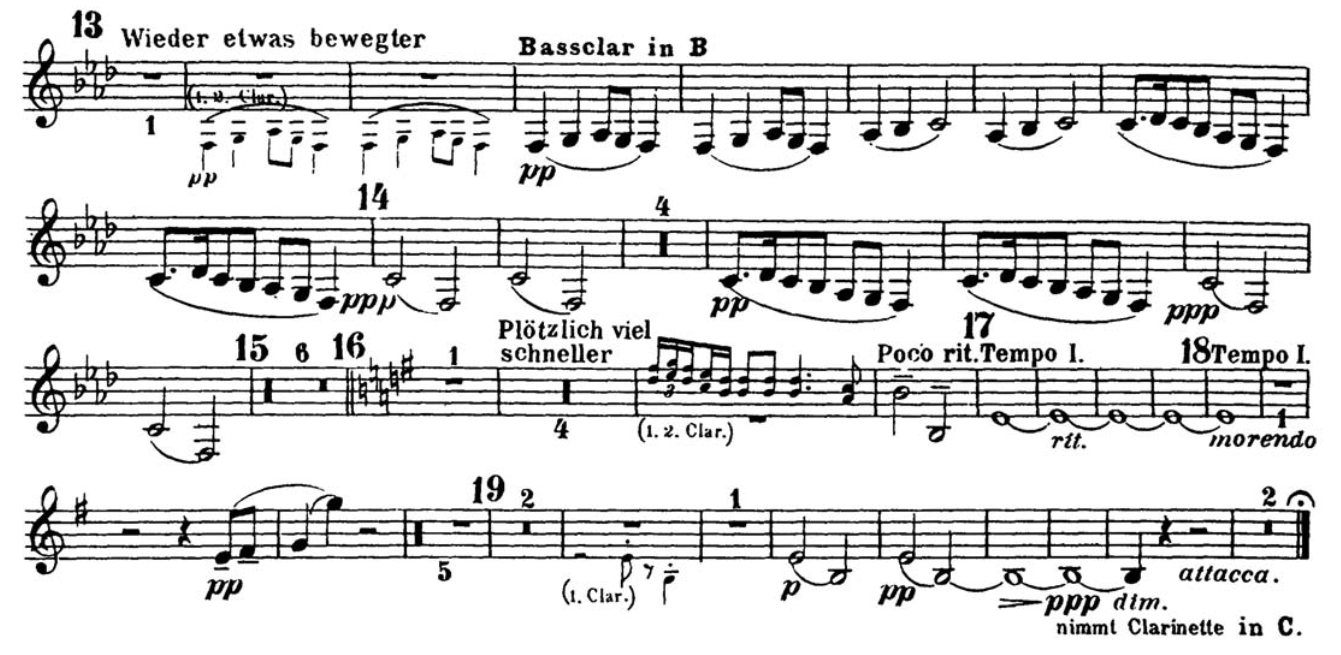 13 Wieder etwas bewegter Bassclar in B
(1. 2. Clar.)
1
pp pp
14 4
ppp pp ppp
Plötzlich viel
15 6 16 1 schneller Poco rit. 17 Tempo I. 18 Tempo I.
3
4 (1. 2. Clar.) rit. morendo 1
19 2 1 2
pp 5 (1. Clar.) p pp ppp dim. attacca.
nimmt Clarinette in C.